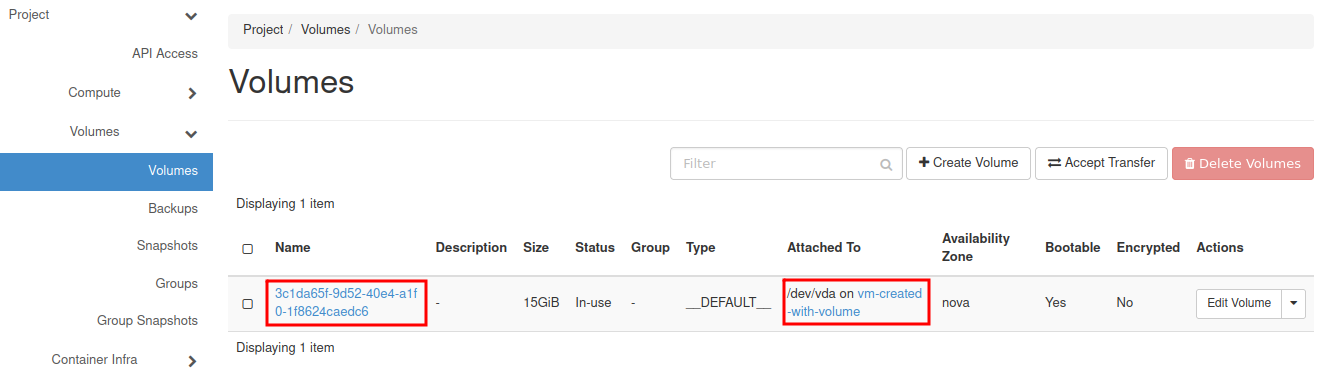 Project
API Access
Compute
Volumes
Volumes
Backups
Snapshots
Groups
Group Snapshots
Container Infra
Project / Volumes / Volumes
Volumes
Filter
Create Volume
Accept Transfer
Delete Volumes
Displaying 1 item
Name Description Size Status Group Type Attached To Availability Zone Bootable Encrypted Actions
3c1da65f-9d52-40e4-a1f
0-1f8624caedc6
- 15GiB In-use - __DEFAULT__
/dev/vda on vm-created
-with-volume
nova Yes No Edit Volume
Displaying 1 item